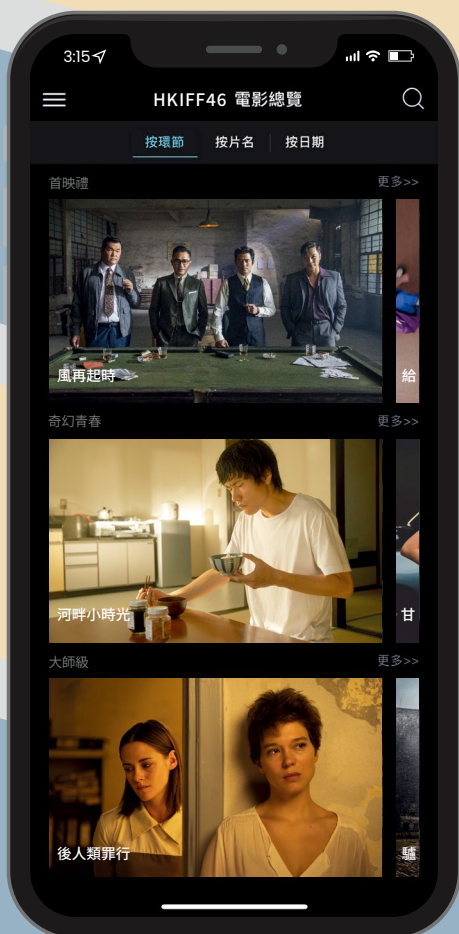 3:15
HKIFF46 電影總覽
按環節 按片名 按日期
首映禮 更多>>
風再起時 給
奇幻青春 更多>>
河畔小時光 甘
大師級 更多>>
後人類罪行 驢